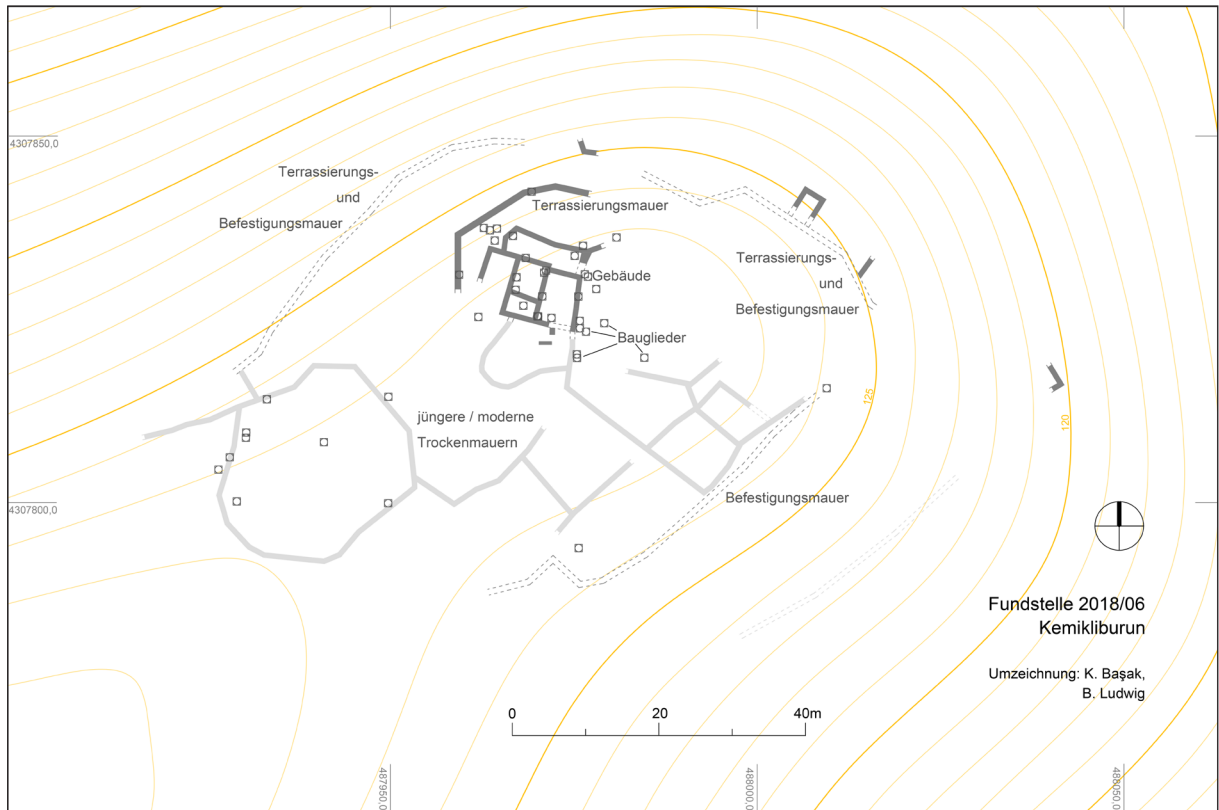 4307850,0
Terrassierungs-
und
Befestigungsmauer
Terrassierungsmauer
Terrassierungs-
und
Befestigungsmauer
Gebäude
Bauglieder
125
120
jüngere / moderne
Trockenmauern
Befestigungsmauer
4307800,0
Fundstelle 2018/06
Kemikliburun
Umzeichnung: K. Başak,
B. Ludwig
0 20 40m
487950,0
488000,0
488050,0